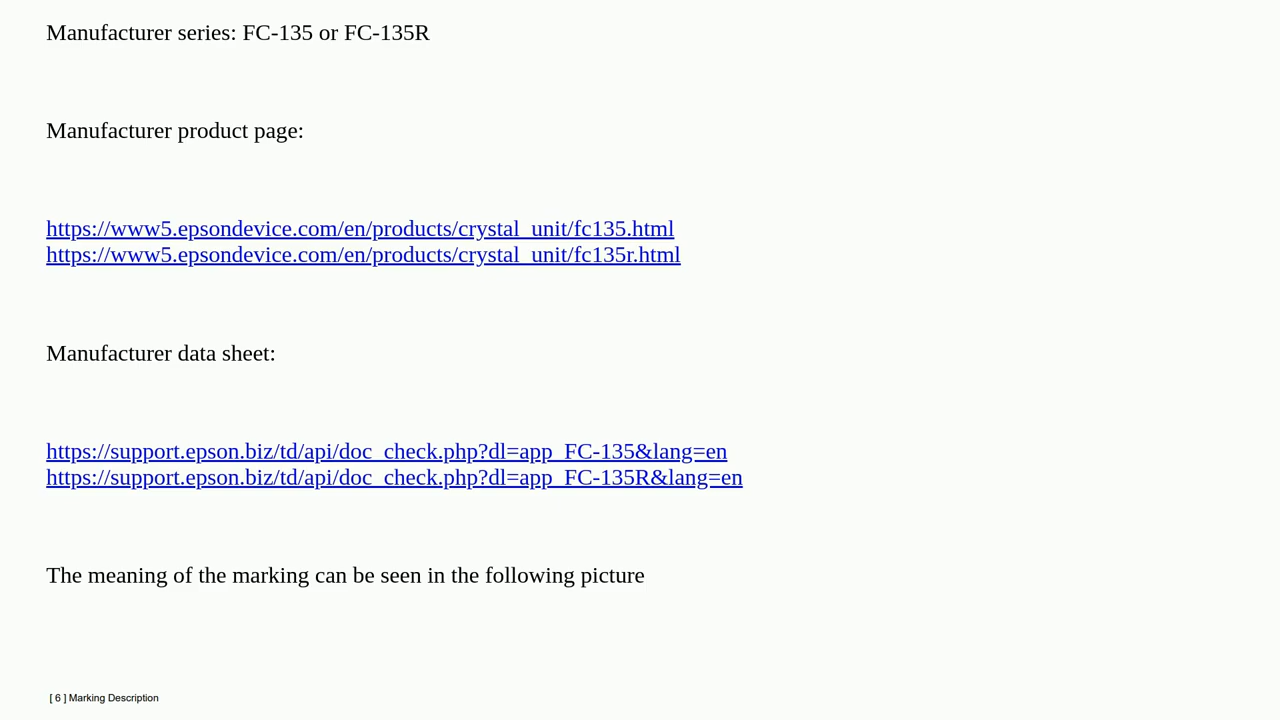 Manufacturer series: FC-135 or FC-135R
Manufacturer product page:
https://www5.epsondevice.com/en/products/crystal_unit/fc135.html
https://www5.epsondevice.com/en/products/crystal_unit/fc135r.html
Manufacturer data sheet:
https://support.epson.biz/td/api/doc_check.php?dl=app_FC-135&lang=en
https://support.epson.biz/td/api/doc_check.php?dl=app_FC-135R&lang=en
The meaning of the marking can be seen in the following picture
[ 6 ] Marking Description